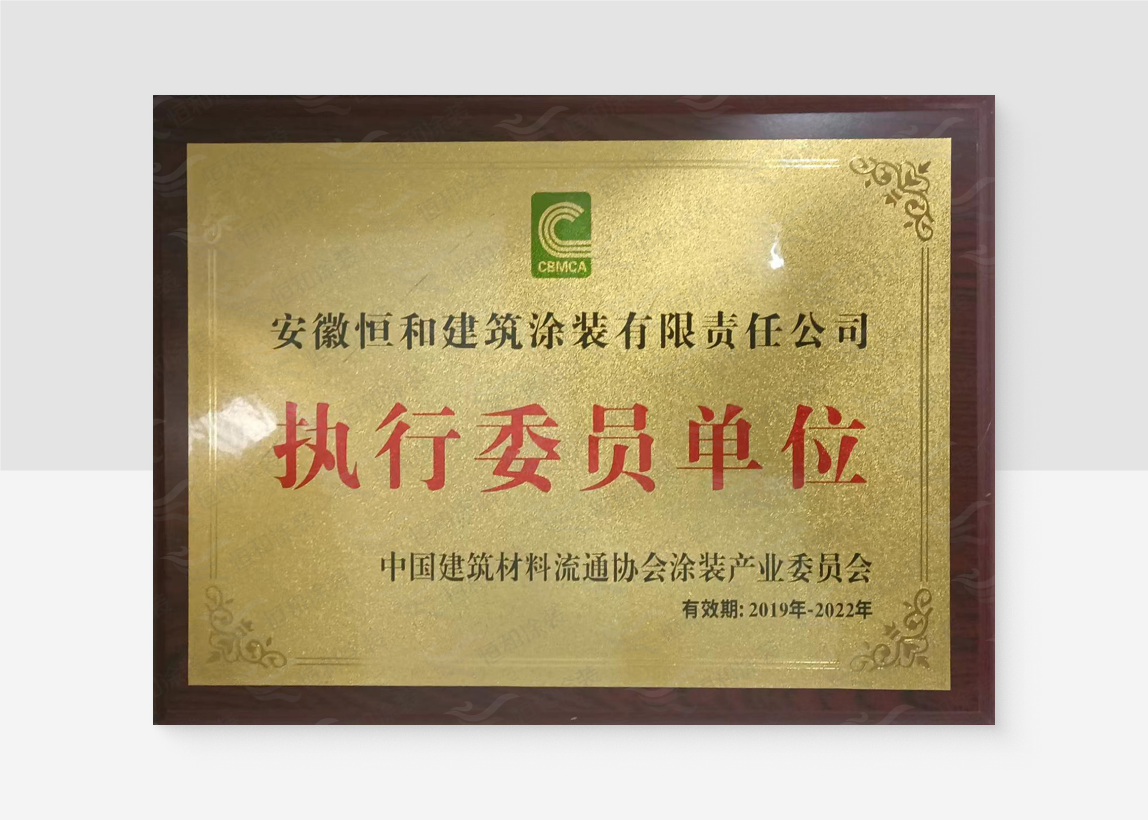 CBMCA
安徽恒和建筑涂装有限责任公司
执行委员单位
中国建筑材料流通协会涂装产业委员会
有效期: 2019年-2022年